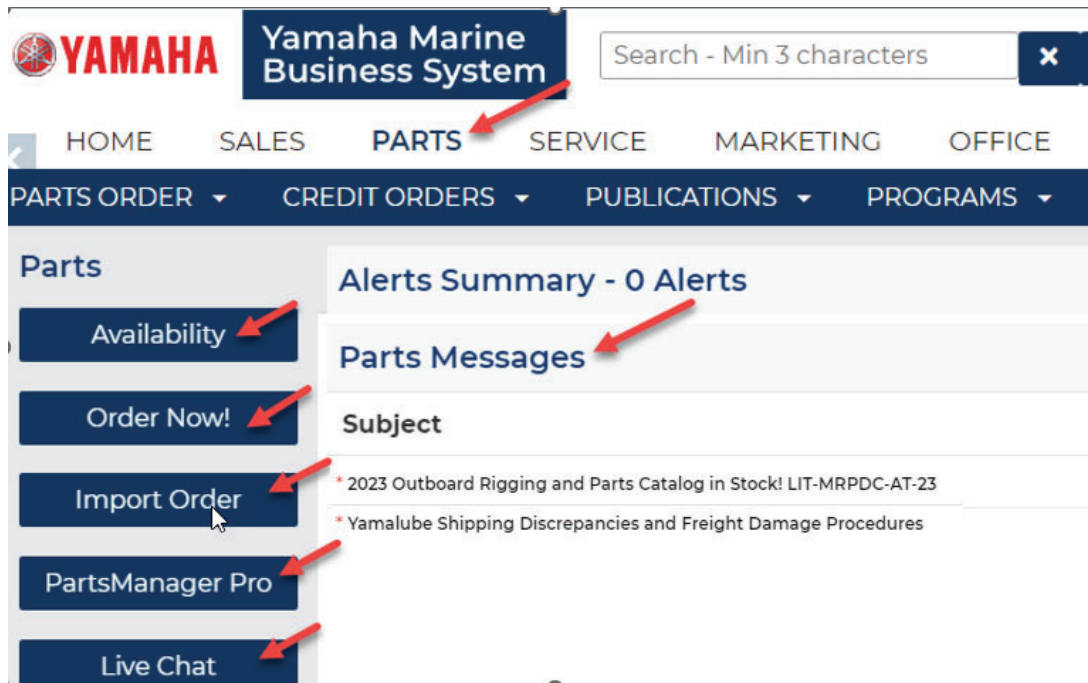 YAMAHA
Yamaha Marine
Business System
Search - Min 3 characters
×
HOME SALES PARTS SERVICE MARKETING OFFICE
PARTS ORDER CREDIT ORDERS PUBLICATIONS PROGRAMS
Parts
Availability
Order Now!
Import Order
PartsManager Pro
Live Chat
Alerts Summary - 0 Alerts
Parts Messages
Subject
* 2023 Outboard Rigging and Parts Catalog in Stock! LIT-MRPDC-AT-23
* Yamalube Shipping Discrepancies and Freight Damage Procedures